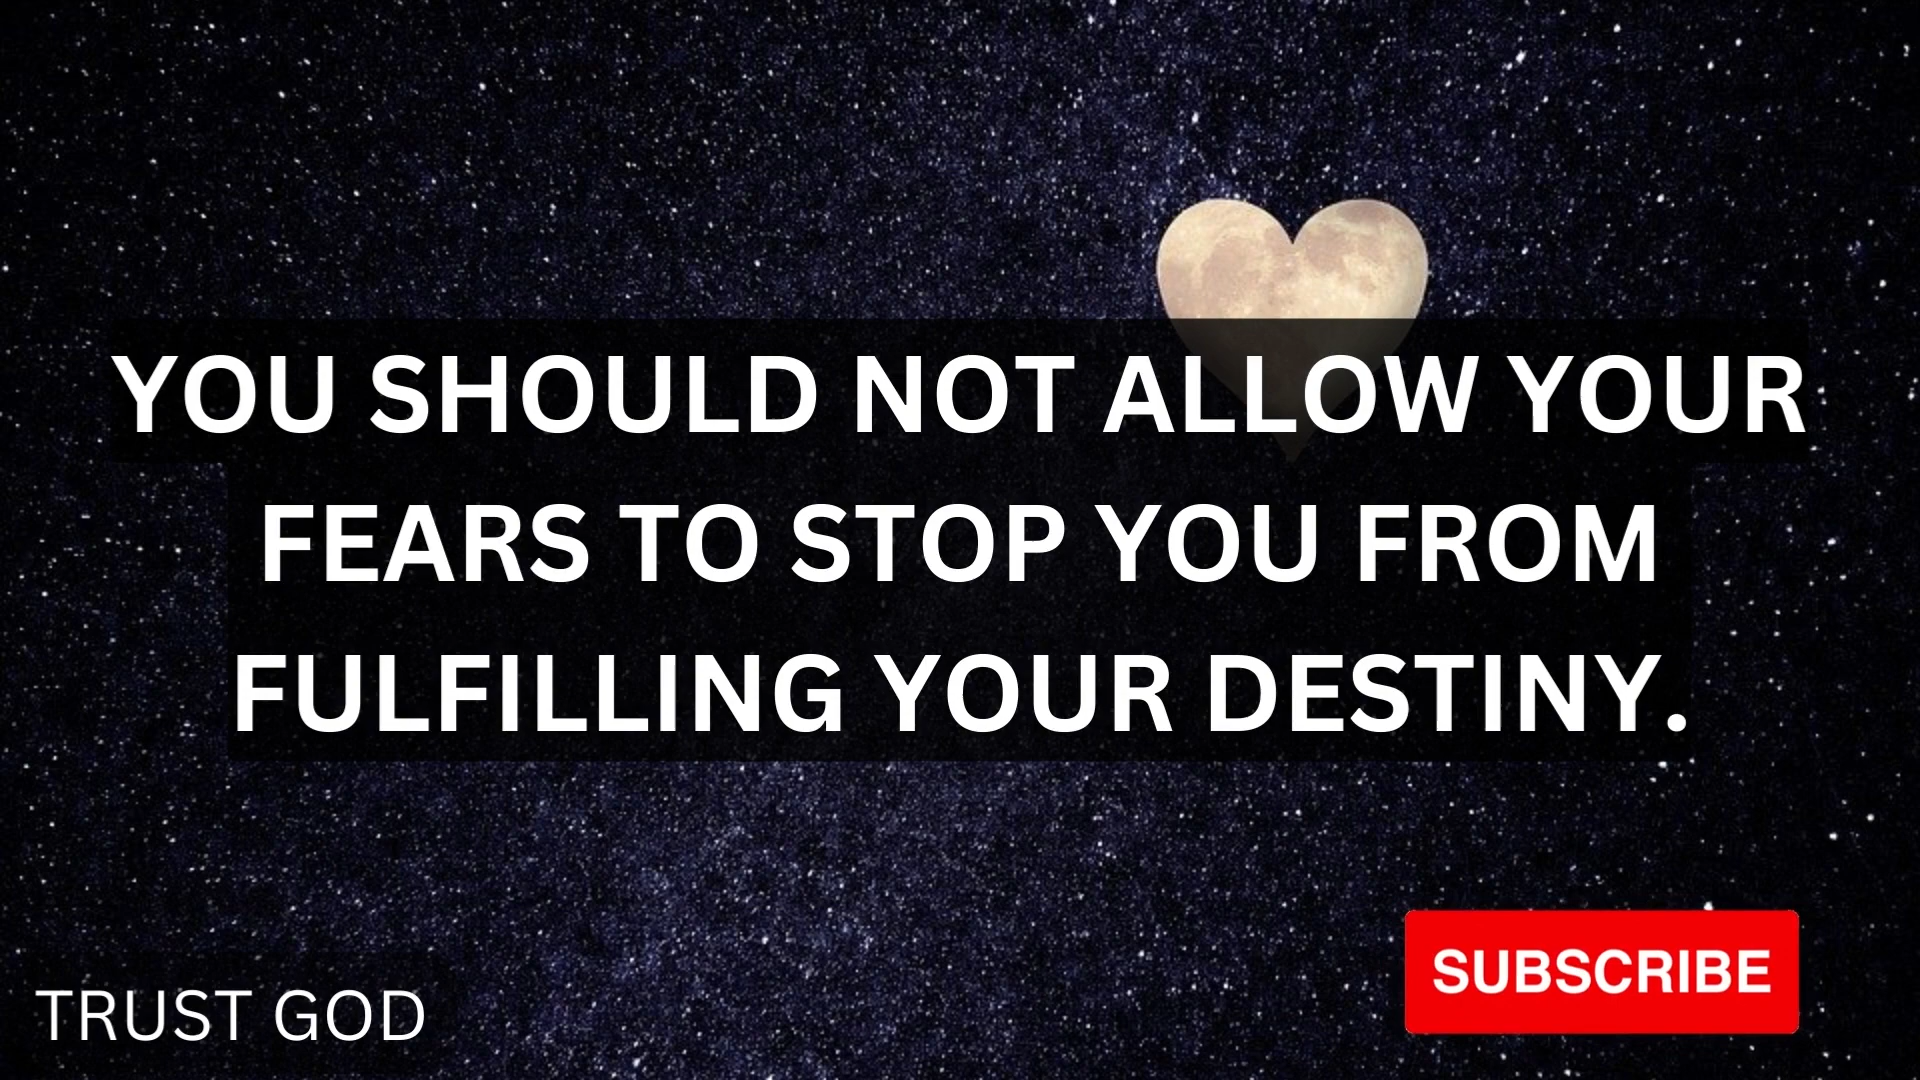 YOU SHOULD NOT ALLOW YOUR
FEARS TO STOP YOU FROM
FULFILLING YOUR DESTINY.
SUBSCRIBE
TRUST GOD